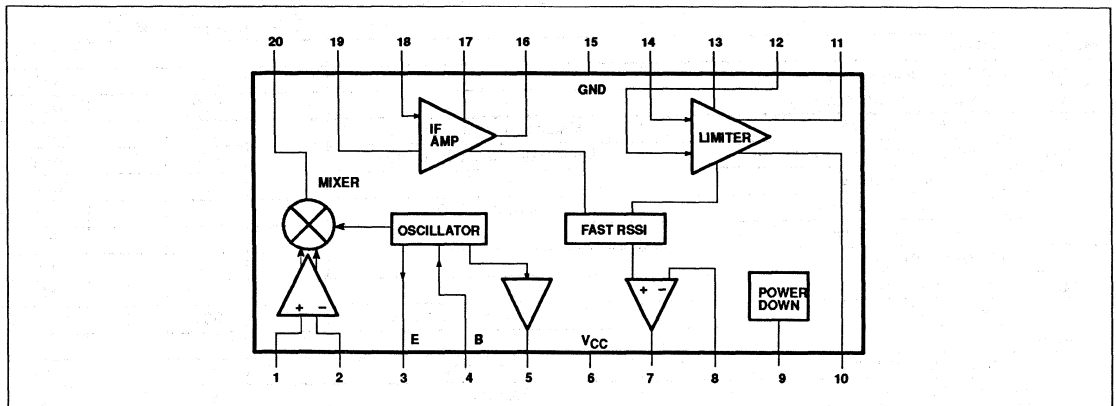 20 19 18 17 16 15 14 13 12 11
GND
IF
AMP
LIMITER
MIXER
OSCILLATOR
FAST RSSI
+ −
+ −
POWER
DOWN
E B VCC
1 2 3 4 5 6 7 8 9 10